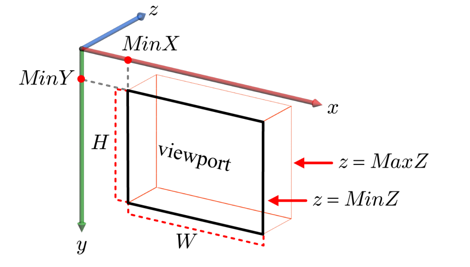 z
MinX
MinY
x
H
viewport
z = MaxZ
z = MinZ
W
y